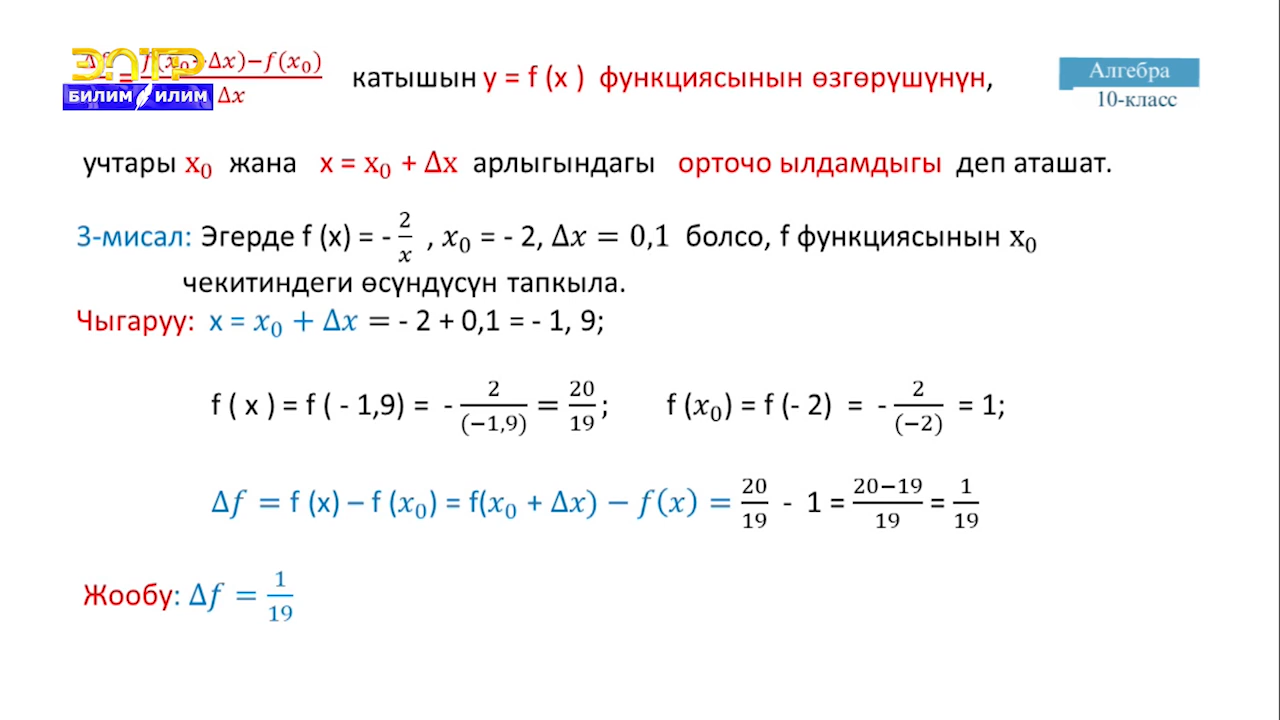 ЭЛТР
БИЛИМ ИЛИМ
f(x₀+Δx)−f(x₀) / Δx катышын y = f (x ) функциясынын өзгөрүшүнүн,
Алгебра
10-класс
учтары x₀ жана x = x₀ + Δx арлыгындагы орточо ылдамдыгы деп аташат.
3-мисал: Эгерде f (x) = - 2/x , x₀ = - 2, Δx = 0,1 болсо, f функциясынын x₀
чекитиндеги өсүндүсүн тапкыла.
Чыгаруу: x = x₀ + Δx = - 2 + 0,1 = - 1, 9;
f ( x ) = f ( - 1,9) = - 2/(−1,9) = 20/19; f (x₀) = f (- 2) = - 2/(−2) = 1;
Δf = f (x) – f (x₀) = f(x₀ + Δx) − f(x) = 20/19 - 1 = 20−19/19 = 1/19
Жообу: Δf = 1/19